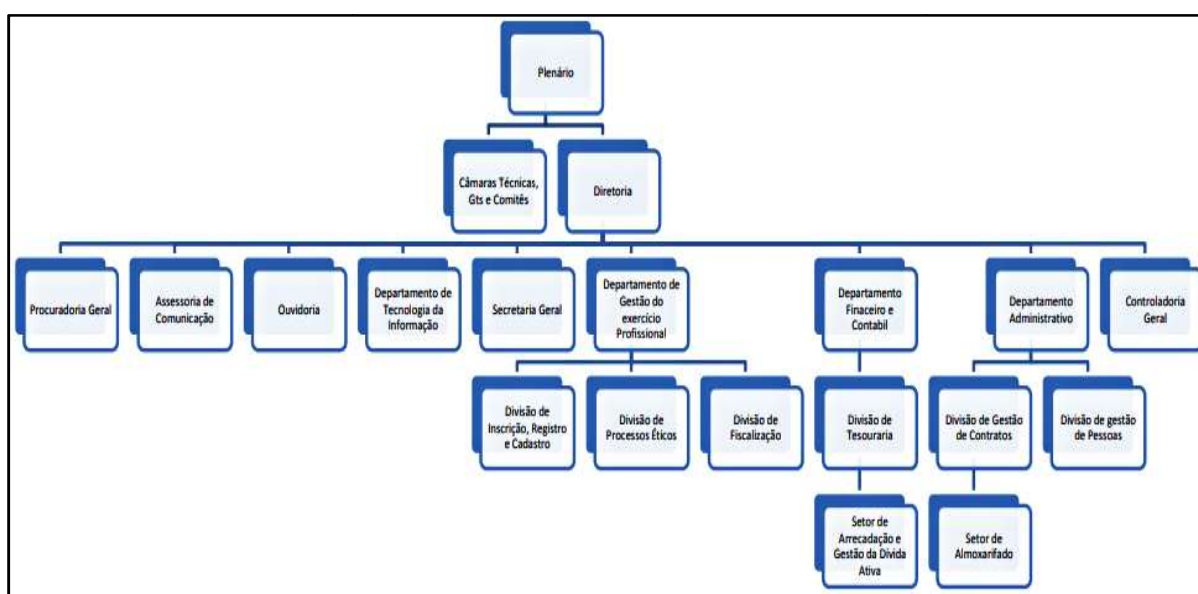 Plenário
Câmaras Técnicas,
Gts e Comitês
Diretoria
Procuradoria Geral
Assessoria de
Comunicação
Ouvidoria
Departamento de
Tecnologia da
Informação
Secretaria Geral
Departamento de
Gestão do
exercício
Profissional
Departamento
Finaceiro e
Contabil
Departamento
Administrativo
Controladoria
Geral
Divisão de
Inscrição, Registro
e Cadastro
Divisão de
Processos Éticos
Divisão de
Fiscalização
Divisão de
Tesouraria
Divisão de Gestão
de Contratos
Divisão de gestão
de Pessoas
Setor de
Arrecadação e
Gestão da Dívida
Ativa
Setor de
Almoxarifado